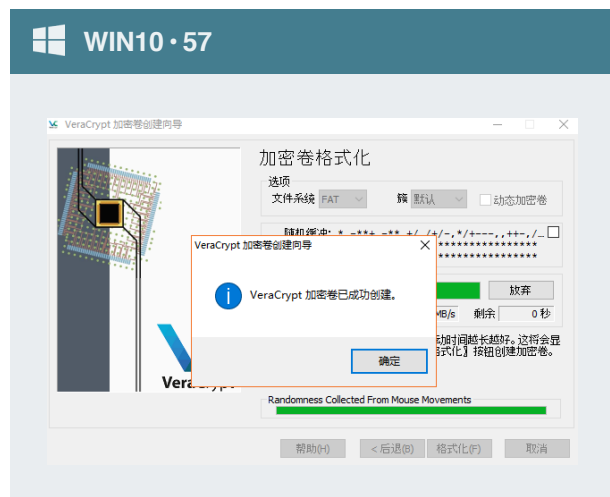 WIN10·57
VeraCrypt 加密卷创建向导
加密卷格式化
选项
文件系统 FAT 簇 默认 动态加密卷
随机缓冲: *.-**+.-**.+/./+/-,*/+---,,++-,/_
****************
****************
VeraCrypt 加密卷创建向导
VeraCrypt 加密卷已成功创建。
确定
放弃
MB/s 剩余 0 秒
动时间越长越好。这将会显
格式化】按钮创建加密卷。
Randomness Collected From Mouse Movements
帮助(H) < 后退(B) 格式化(F) 取消